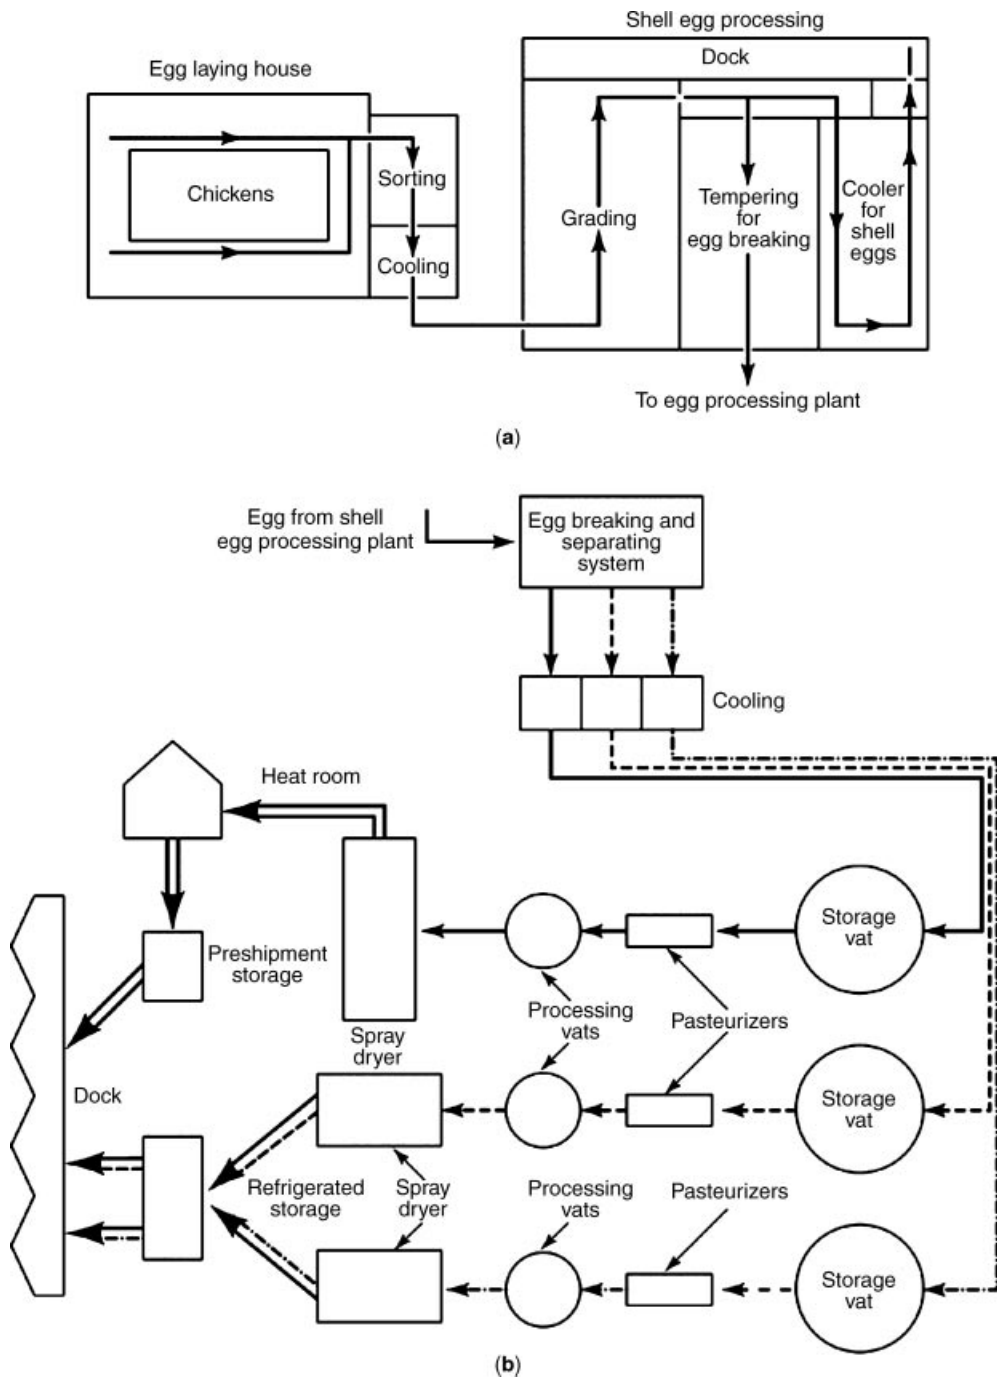 Shell egg processing
Dock
Egg laying house
Chickens
Sorting
Cooling
Grading
Tempering
for
egg breaking
Cooler
for
shell
eggs
To egg processing plant
(a)
Egg from shell
egg processing plant
Egg breaking and
separating
system
Cooling
Heat room
Storage
vat
Preshipment
storage
Processing
vats
Pasteurizers
Spray
dryer
Dock
Storage
vat
Refrigerated
storage
Spray
dryer
Processing
vats
Pasteurizers
Storage
vat
(b)